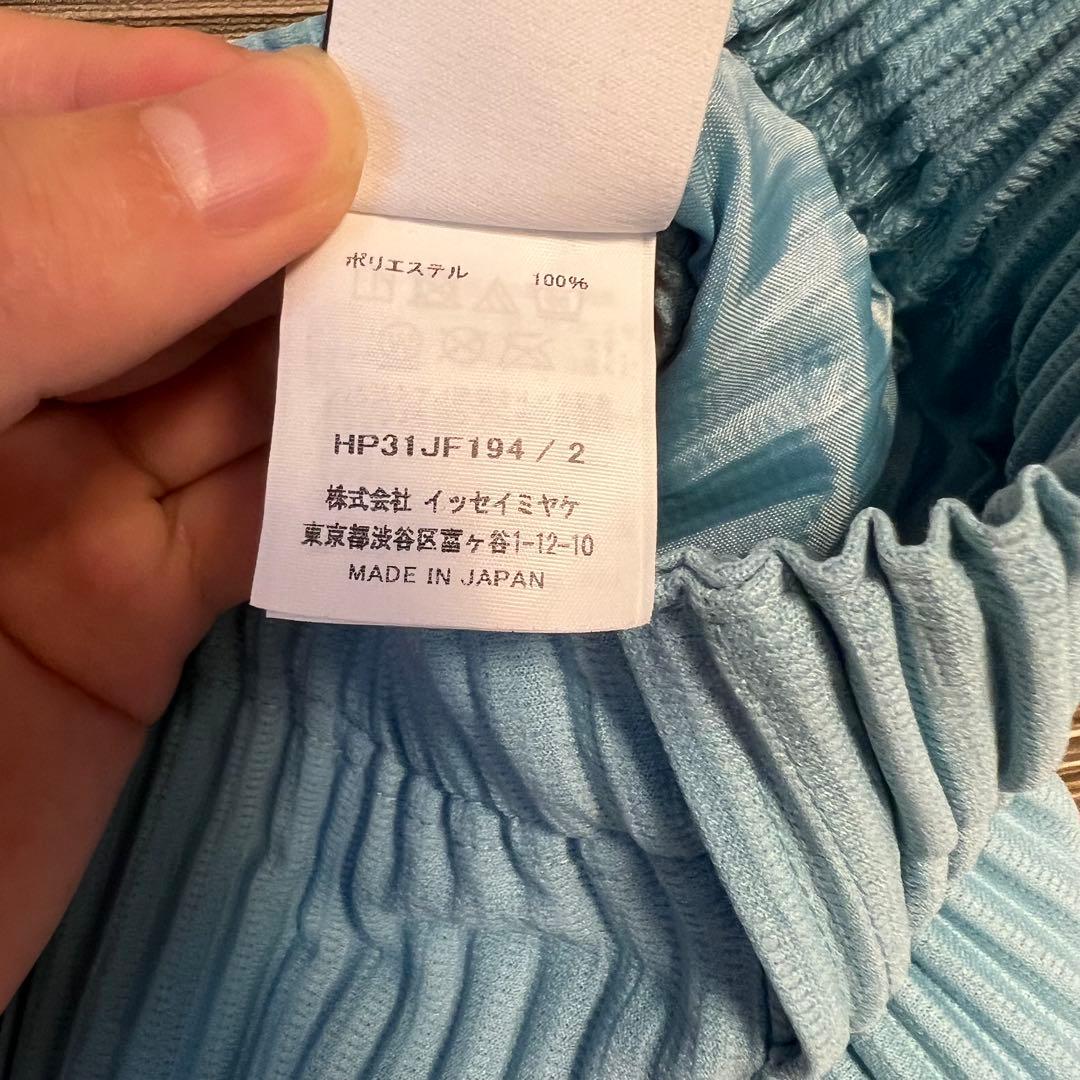 ポリエステル 100%
HP31JF194 / 2
株式会社 イッセイミヤケ
東京都渋谷区富ヶ谷1-12-10
MADE IN JAPAN